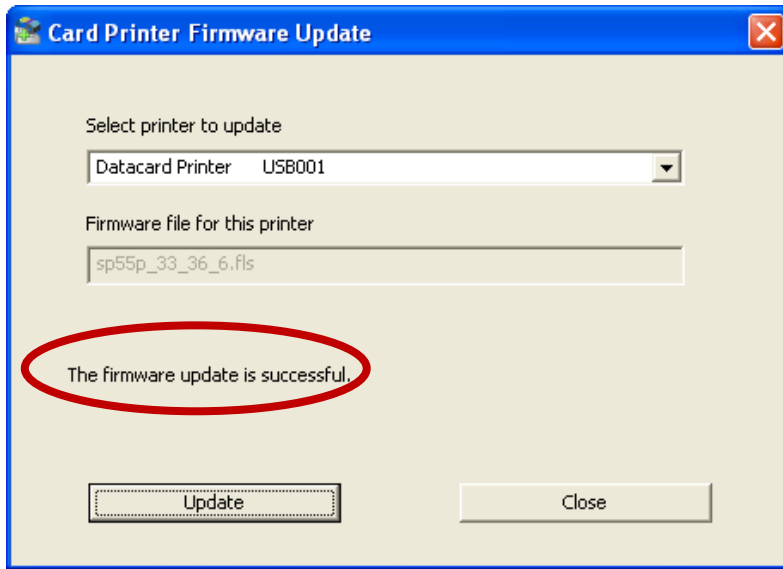 Card Printer Firmware Update
Select printer to update
Datacard Printer USB001
Firmware file for this printer
sp55p_33_36_6.fls
The firmware update is successful.
Update Close